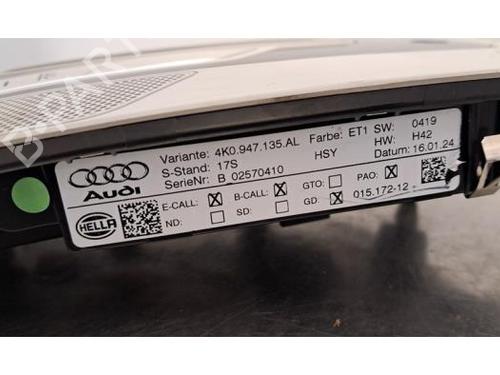 B-PARTS
Variante: 4K0.947.135.AL Farbe: ET1 SW: 0419
S-Stand: 17S HSY HW: H42
SerieNr: B 02570410 Datum: 16.01.24
Audi
E-CALL: B-CALL: GTO: PAO:
ND: SD: GD: 015.172-12
HELLA